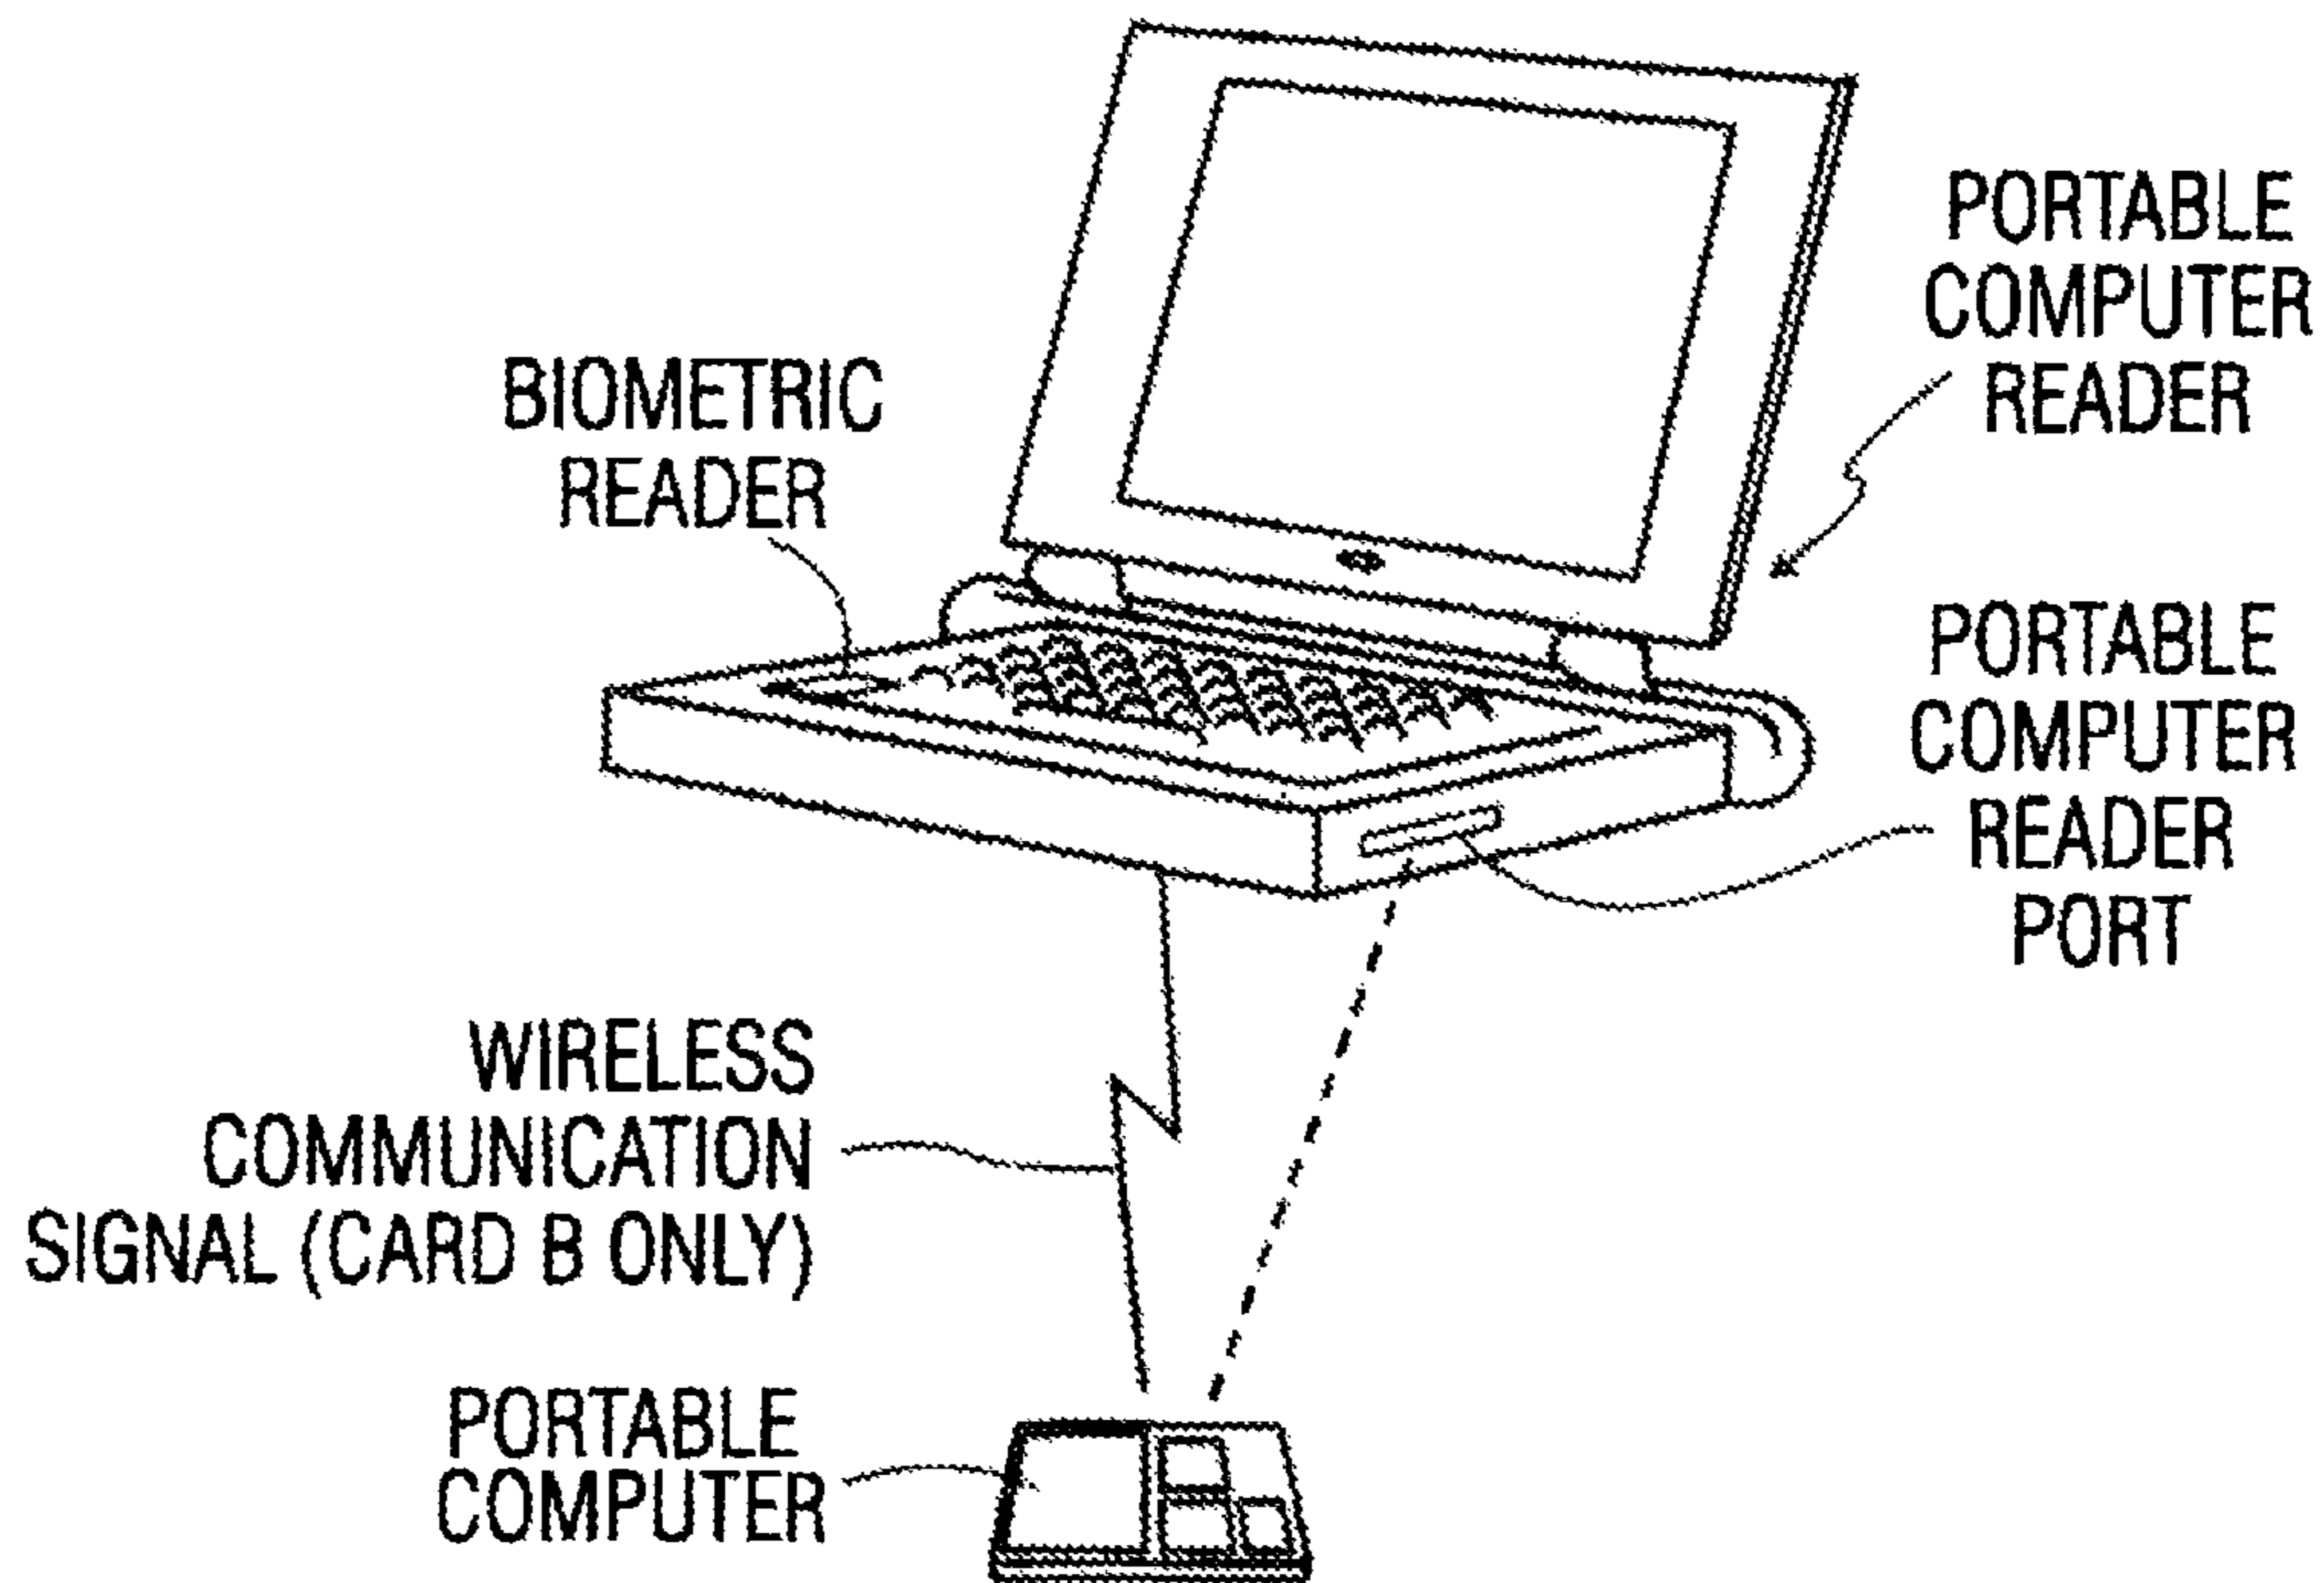 PORTABLE
COMPUTER
READER
BIOMETRIC
READER
PORTABLE
COMPUTER
READER
PORT
WIRELESS
COMMUNICATION
SIGNAL (CARD B ONLY)
PORTABLE
COMPUTER